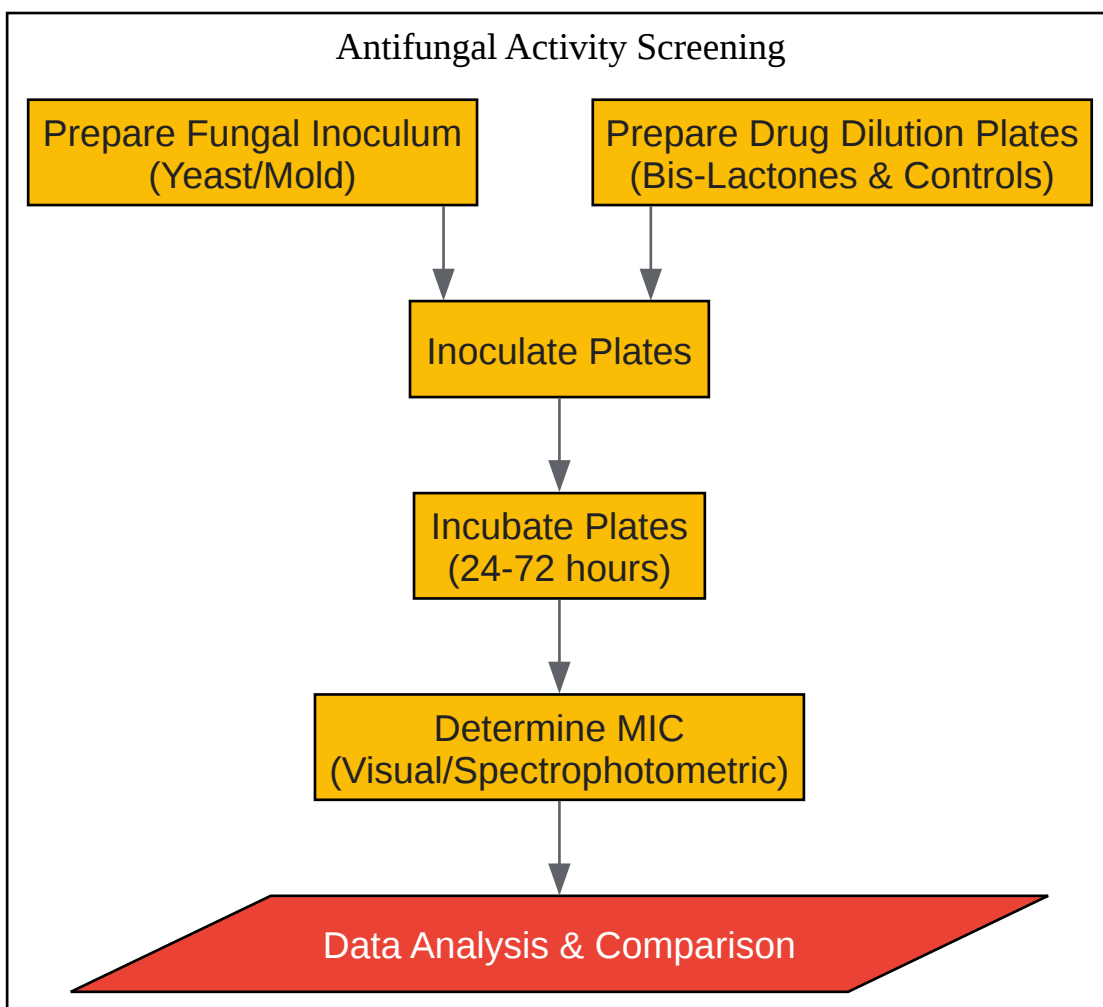 Antifungal Activity Screening
Prepare Fungal Inoculum
(Yeast/Mold)
Prepare Drug Dilution Plates
(Bis-Lactones & Controls)
Inoculate Plates
Incubate Plates
(24-72 hours)
Determine MIC
(Visual/Spectrophotometric)
Data Analysis & Comparison